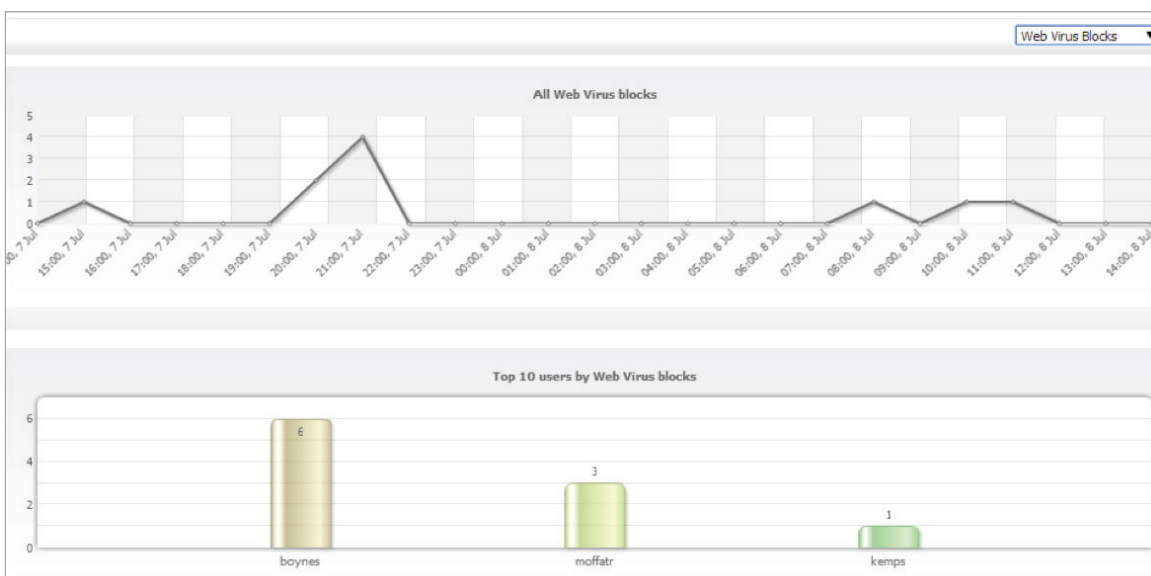 Web Virus Blocks
All Web Virus blocks
5
4
3
2
1
0
00, 7 Jul
15:00, 7 Jul
16:00, 7 Jul
17:00, 7 Jul
18:00, 7 Jul
19:00, 7 Jul
20:00, 7 Jul
21:00, 7 Jul
22:00, 7 Jul
23:00, 7 Jul
00:00, 8 Jul
01:00, 8 Jul
02:00, 8 Jul
03:00, 8 Jul
04:00, 8 Jul
05:00, 8 Jul
06:00, 8 Jul
07:00, 8 Jul
08:00, 8 Jul
09:00, 8 Jul
10:00, 8 Jul
11:00, 8 Jul
12:00, 8 Jul
13:00, 8 Jul
14:00, 8 Jul
Top 10 users by Web Virus blocks
6
4
2
0
6
3
1
boynes
moffatr
kemps